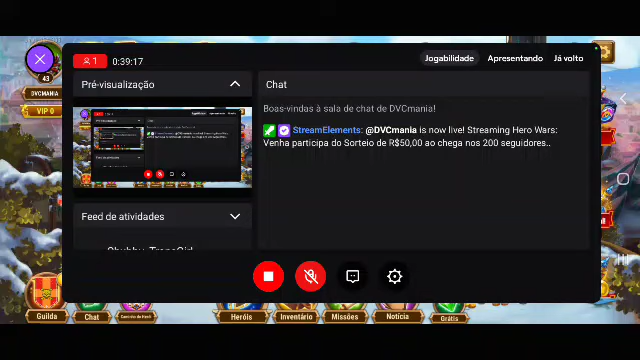 1
0:39:17
Jogabilidade
Apresentando
Já volto
43
DVCMANIA
VIP 0
Pré-visualização
Chat
Boas-vindas à sala de chat de DVCmania!
StreamElements: @DVCmania is now live! Streaming Hero Wars:
Venha participa do Sorteio de R$50,00 ao chega nos 200 seguidores..
Feed de atividades
Guilda
Chat
Heróis
Inventário
Missões
Notícia
Grátis